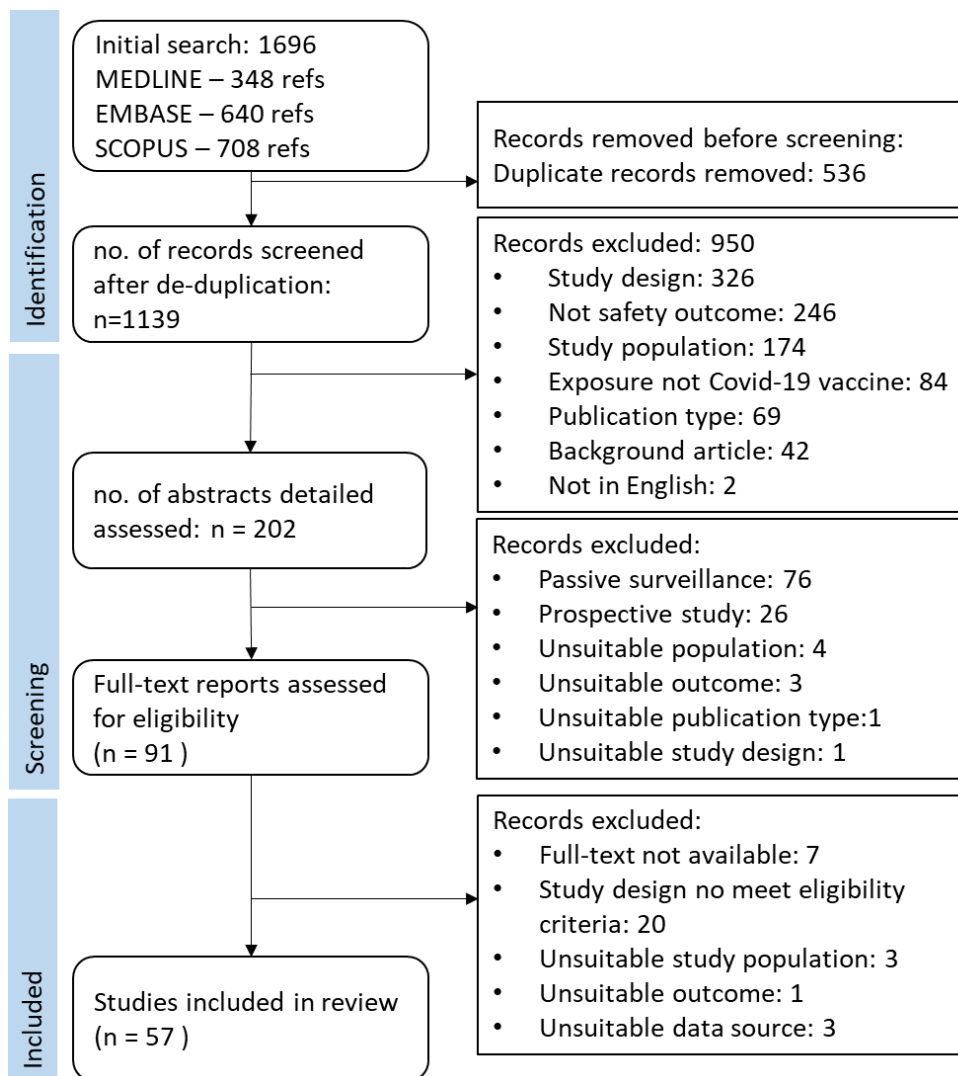 Identification
Initial search: 1696
MEDLINE – 348 refs
EMBASE – 640 refs
SCOPUS – 708 refs
Records removed before screening:
Duplicate records removed: 536
no. of records screened
after de-duplication:
n=1139
Records excluded: 950
• Study design: 326
• Not safety outcome: 246
• Study population: 174
• Exposure not Covid-19 vaccine: 84
• Publication type: 69
• Background article: 42
• Not in English: 2
Screening
no. of abstracts detailed
assessed: n = 202
Records excluded:
• Passive surveillance: 76
• Prospective study: 26
• Unsuitable population: 4
• Unsuitable outcome: 3
• Unsuitable publication type:1
• Unsuitable study design: 1
Full-text reports assessed
for eligibility
(n = 91 )
Included
Records excluded:
• Full-text not available: 7
• Study design no meet eligibility
criteria: 20
• Unsuitable study population: 3
• Unsuitable outcome: 1
• Unsuitable data source: 3
Studies included in review
(n = 57 )